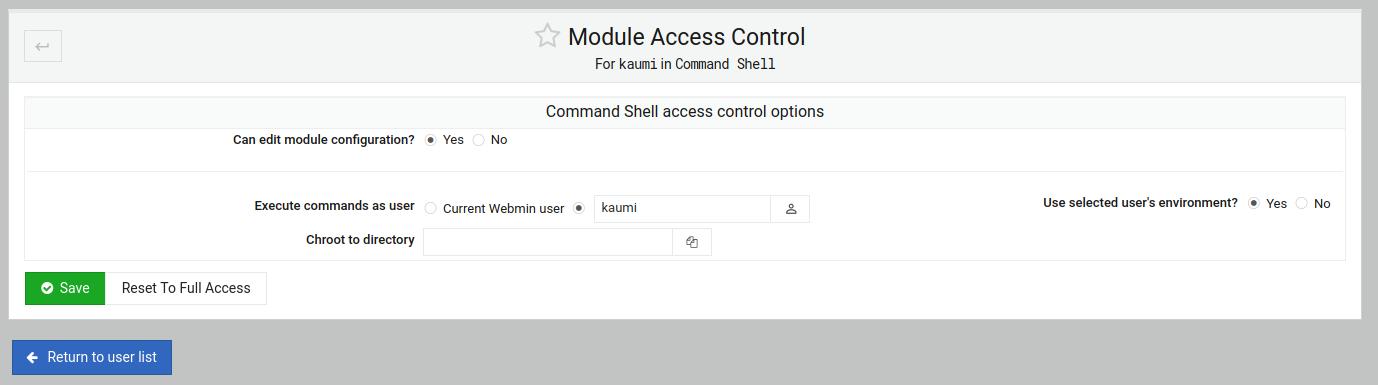 Module Access Control
For kaumi in Command Shell
Command Shell access control options
Can edit module configuration? Yes No
Execute commands as user Current Webmin user kaumi Use selected user's environment? Yes No
Chroot to directory
Save Reset To Full Access
Return to user list